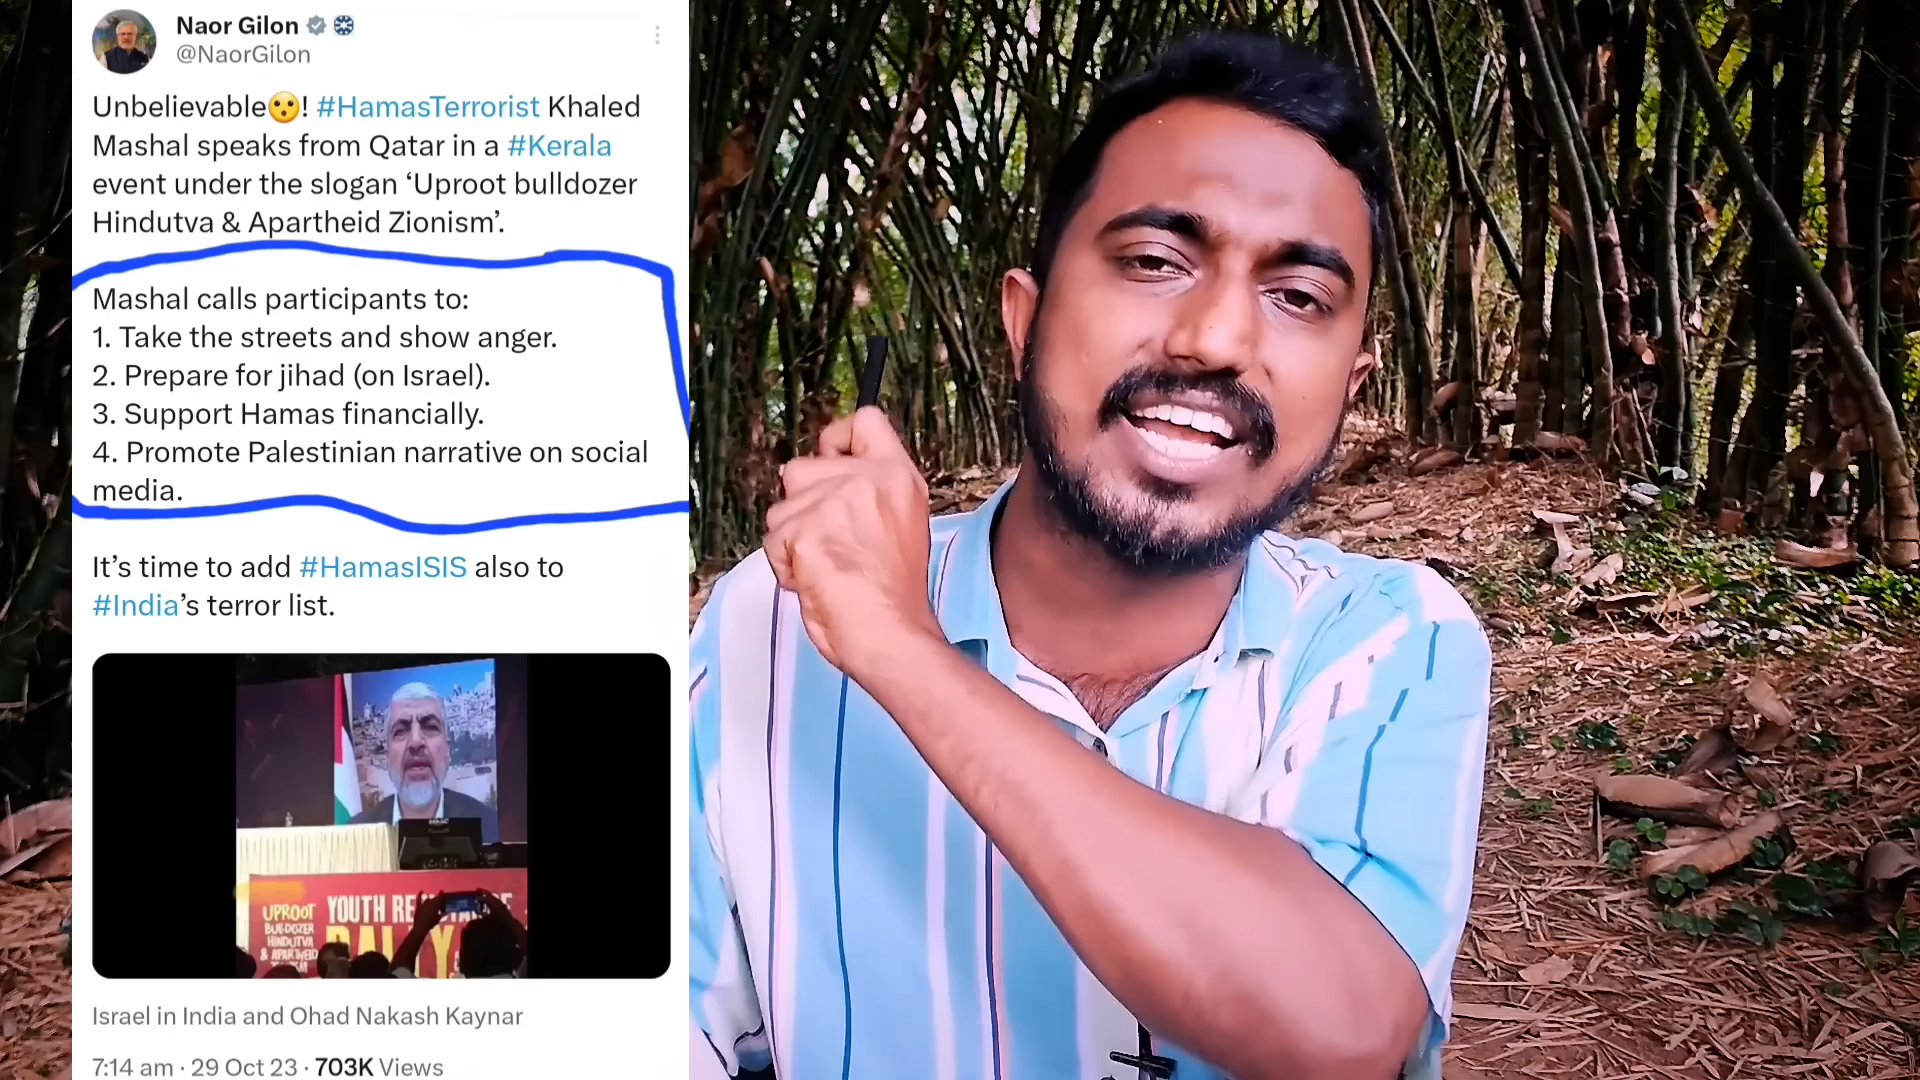 Naor Gilon
@NaorGilon
Unbelievable😮! #HamasTerrorist Khaled
Mashal speaks from Qatar in a #Kerala
event under the slogan ‘Uproot bulldozer
Hindutva & Apartheid Zionism’.
Mashal calls participants to:
1. Take the streets and show anger.
2. Prepare for jihad (on Israel).
3. Support Hamas financially.
4. Promote Palestinian narrative on social
media.
It’s time to add #HamasISIS also to
#India’s terror list.
UPROOT
BULDOZER
HINDUTVA
& APARTHEID
YOUTH
Israel in India and Ohad Nakash Kaynar
7:14 am · 29 Oct 23 · 703K Views